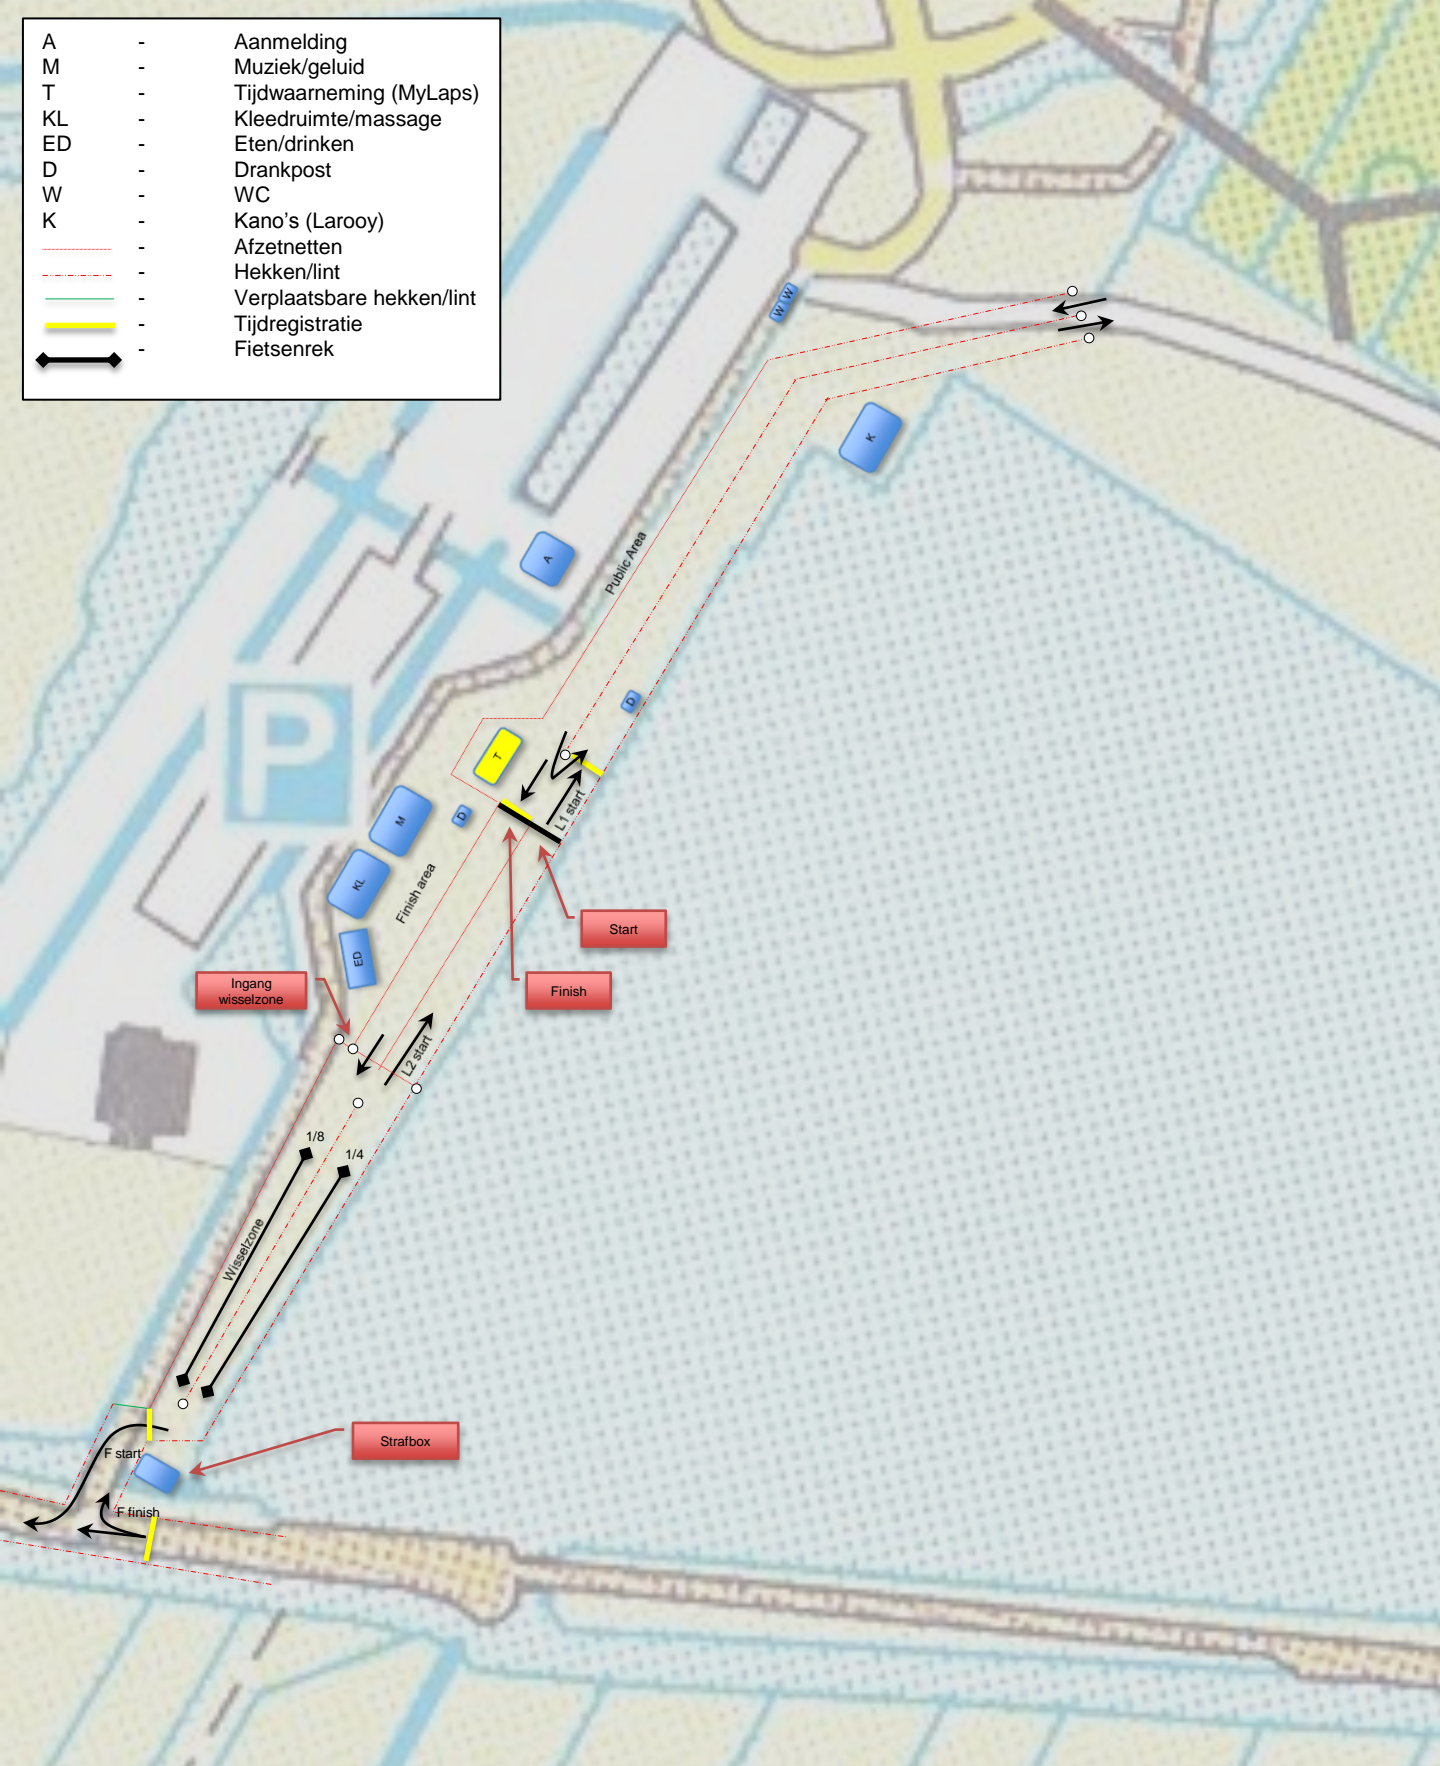 A - Aanmelding
M - Muziek/geluid
T - Tijdwaarneming (MyLaps)
KL - Kleedruimte/massage
ED - Eten/drinken
D - Drankpost
W - WC
K - Kano's (Larooy)
- Afzetnetten
- Hekken/lint
- Verplaatsbare hekken/lint
- Tijdregistratie
- Fietsenrek
W W
K
A
Public Area
D
P
T
L1 start
D
M
KL
Finish area
ED
Start
Finish
Ingang
wisselzone
L2 start
1/8
1/4
Wisselzone
Strafbox
F start
F finish